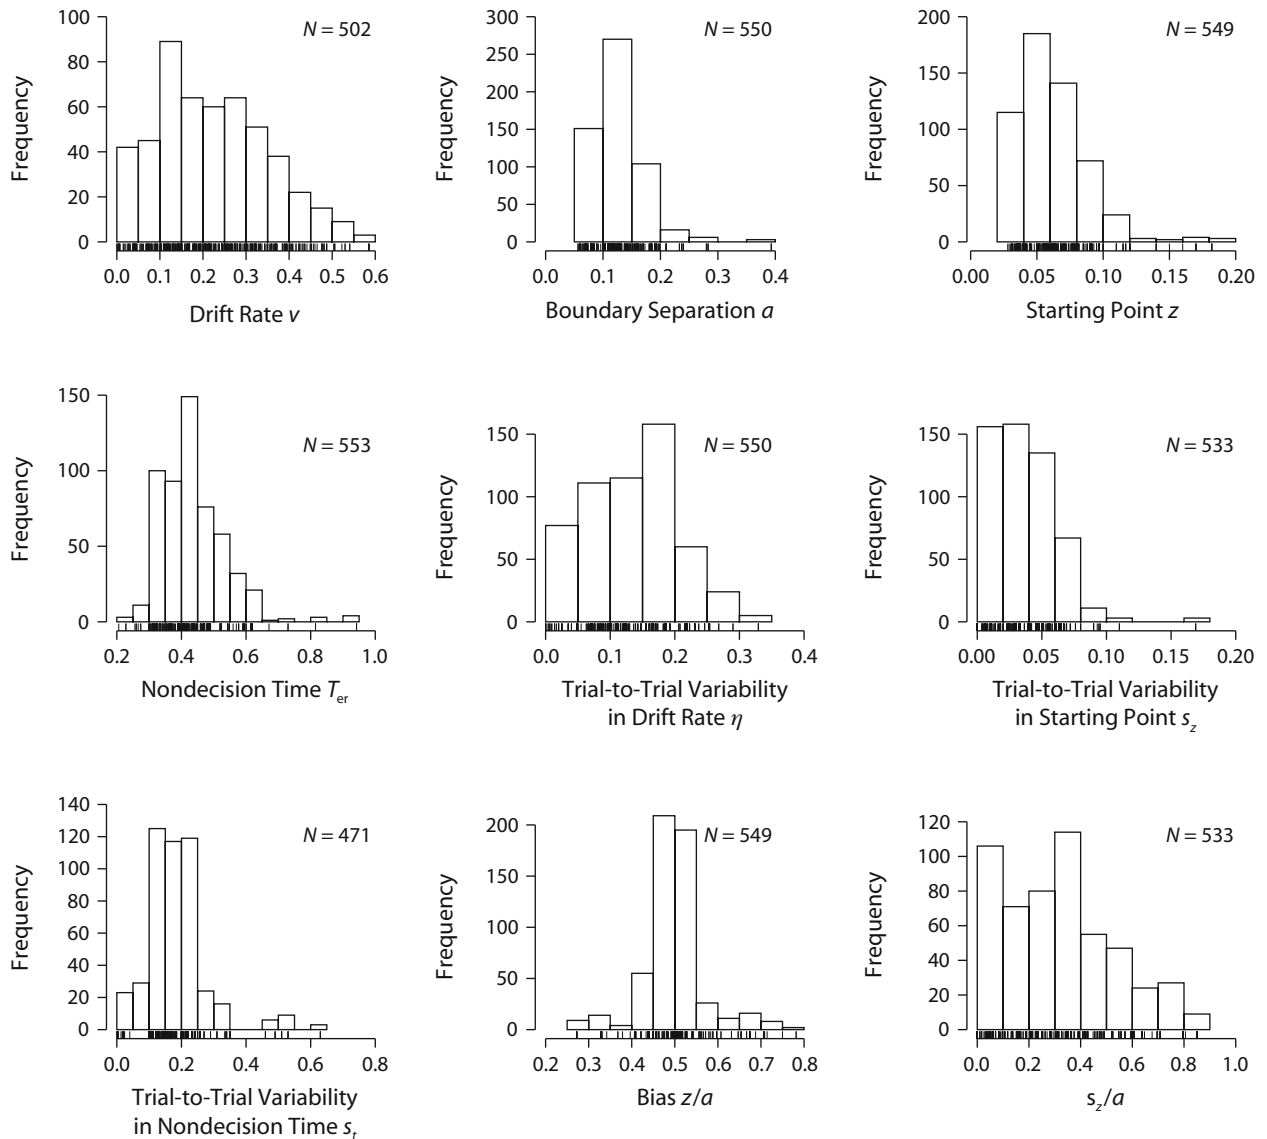 N = 502
Frequency
100
80
60
40
20
0
0.0 0.1 0.2 0.3 0.4 0.5 0.6
Drift Rate v
N = 550
Frequency
300
250
200
150
100
50
0
0.0 0.1 0.2 0.3 0.4
Boundary Separation a
N = 549
Frequency
200
150
100
50
0
0.00 0.05 0.10 0.15 0.20
Starting Point z
N = 553
Frequency
150
100
50
0
0.2 0.4 0.6 0.8 1.0
Nondecision Time T_er
N = 550
Frequency
150
100
50
0
0.0 0.1 0.2 0.3 0.4
Trial-to-Trial Variability
in Drift Rate η
N = 533
Frequency
150
100
50
0
0.00 0.05 0.10 0.15 0.20
Trial-to-Trial Variability
in Starting Point s_z
N = 471
Frequency
140
120
100
80
60
40
20
0
0.0 0.2 0.4 0.6 0.8
Trial-to-Trial Variability
in Nondecision Time s_t
N = 549
Frequency
200
150
100
50
0
0.2 0.3 0.4 0.5 0.6 0.7 0.8
Bias z/a
N = 533
Frequency
120
100
80
60
40
20
0
0.0 0.2 0.4 0.6 0.8 1.0
s_z/a